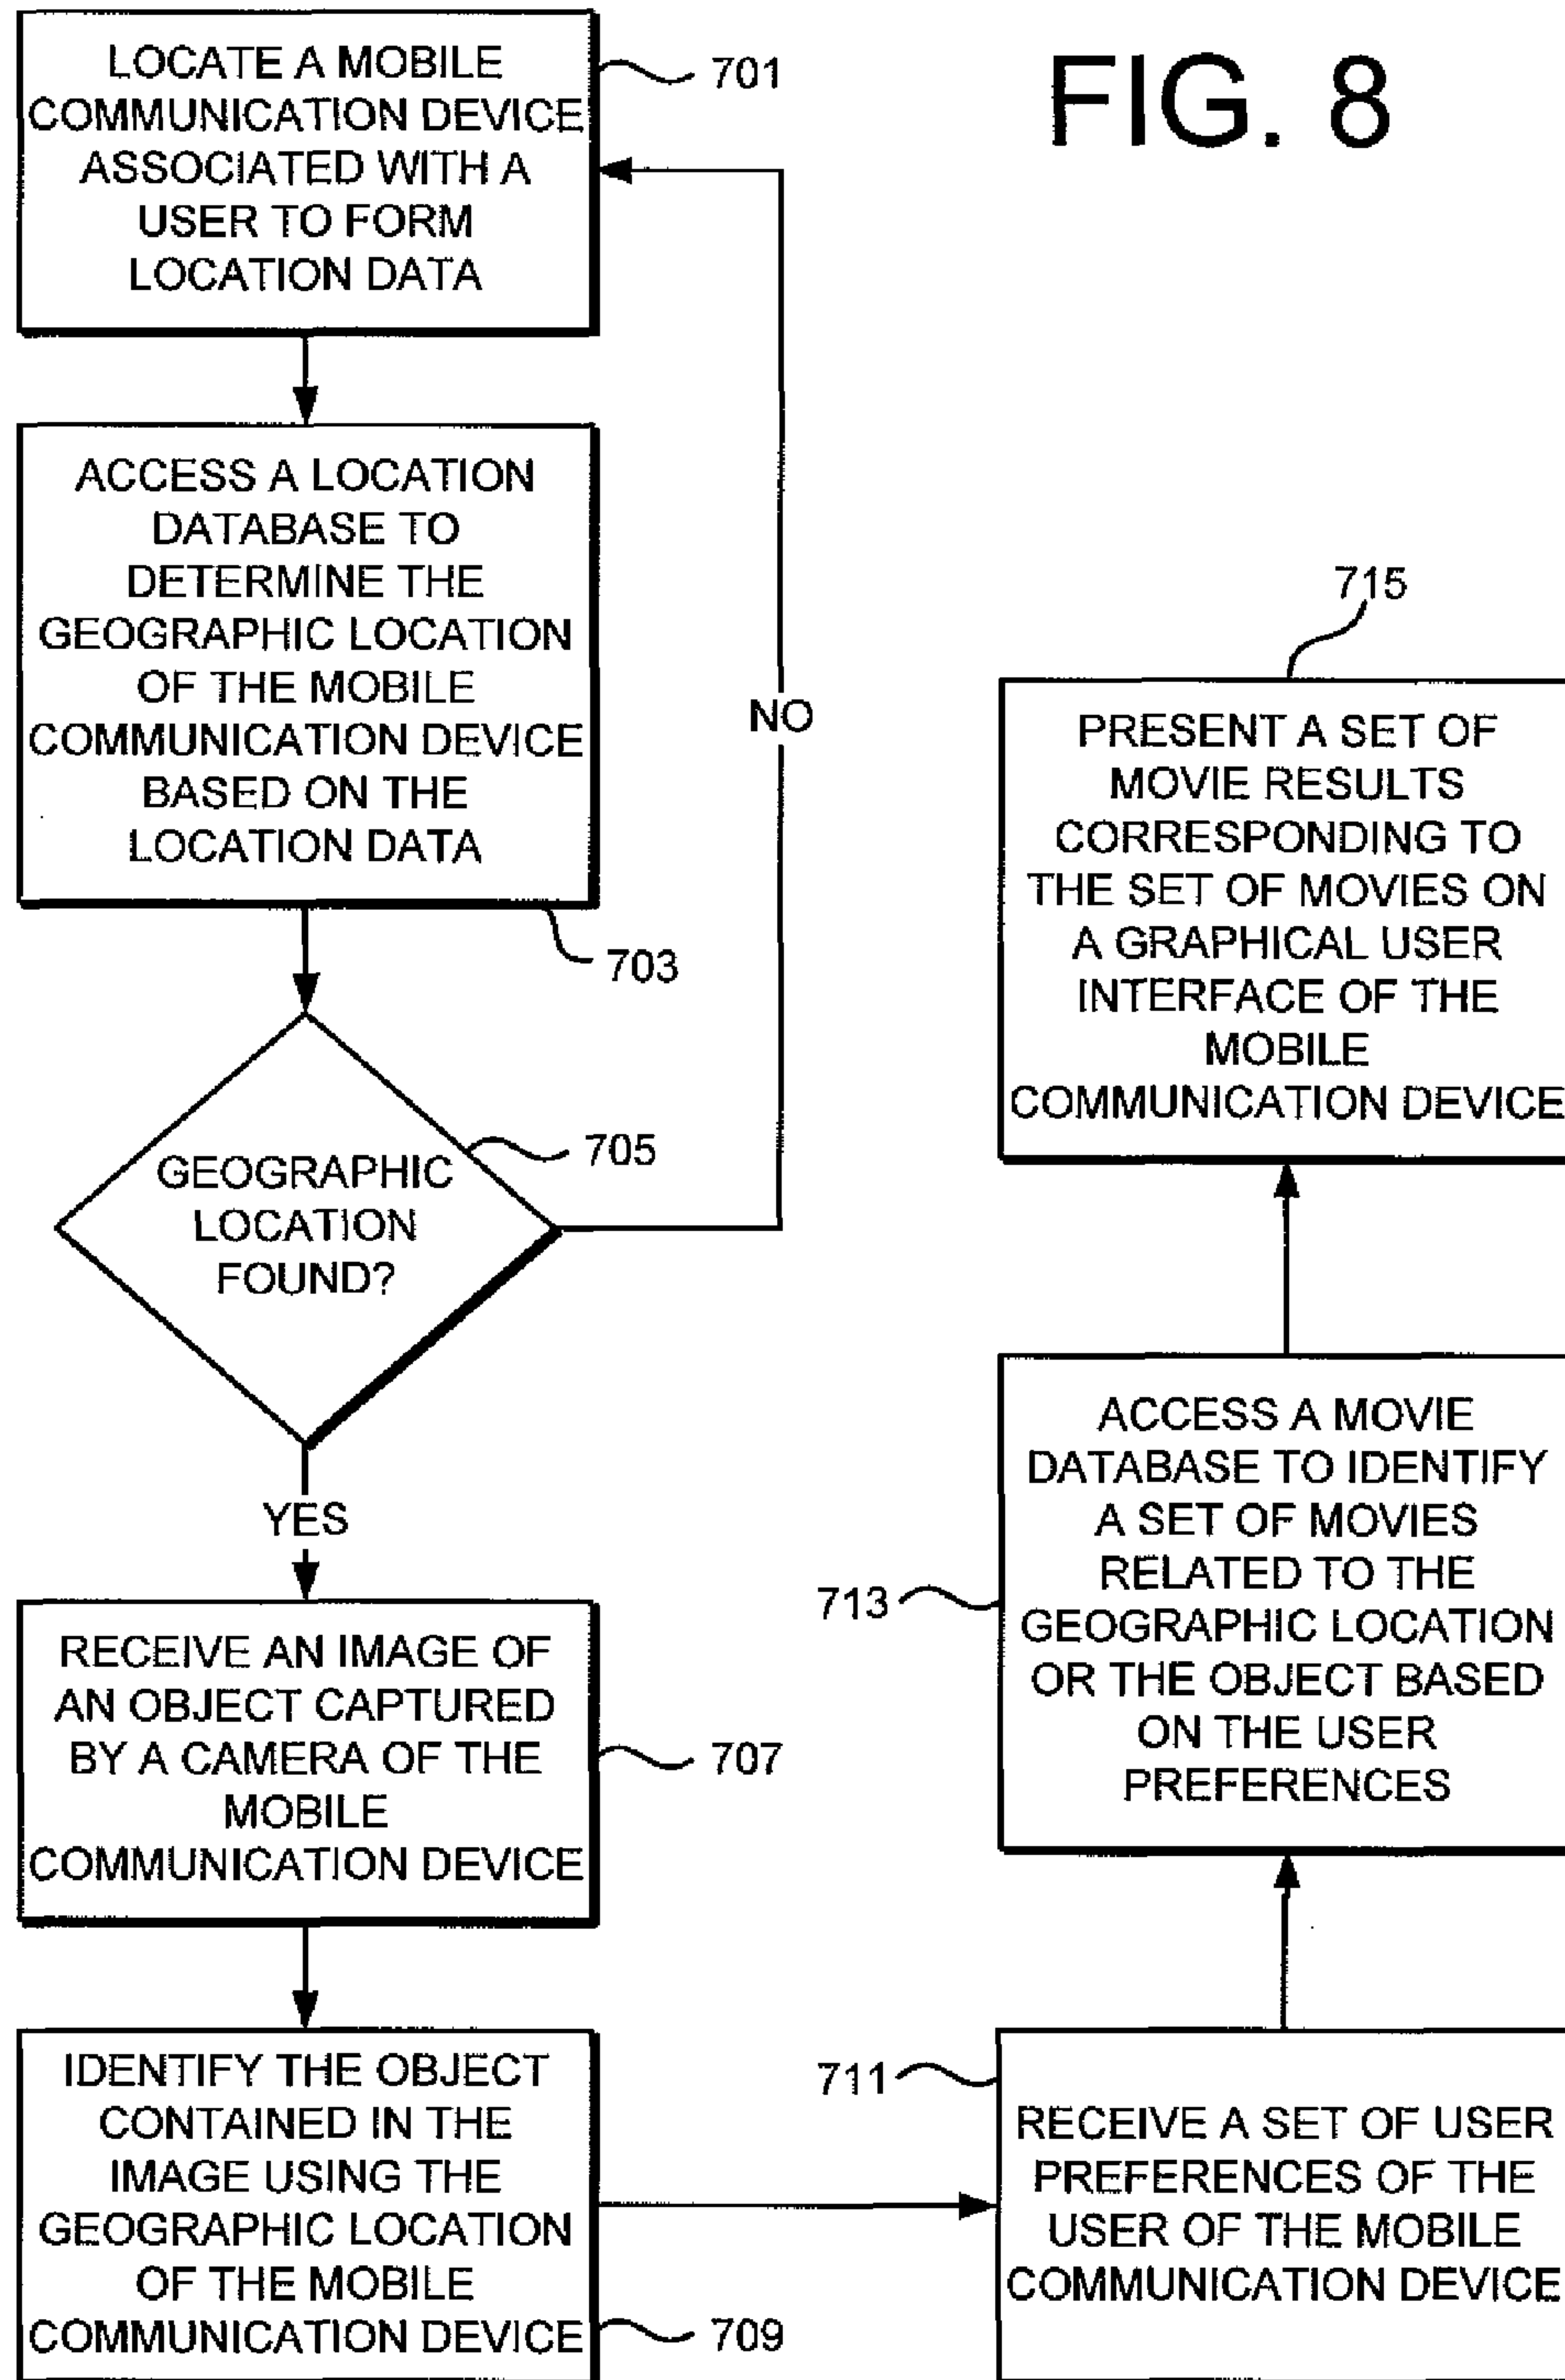 FIG. 8
LOCATE A MOBILE
COMMUNICATION DEVICE
ASSOCIATED WITH A
USER TO FORM
LOCATION DATA
701
ACCESS A LOCATION
DATABASE TO
DETERMINE THE
GEOGRAPHIC LOCATION
OF THE MOBILE
COMMUNICATION DEVICE
BASED ON THE
LOCATION DATA
703
GEOGRAPHIC
LOCATION
FOUND?
705
NO
YES
RECEIVE AN IMAGE OF
AN OBJECT CAPTURED
BY A CAMERA OF THE
MOBILE
COMMUNICATION DEVICE
707
IDENTIFY THE OBJECT
CONTAINED IN THE
IMAGE USING THE
GEOGRAPHIC LOCATION
OF THE MOBILE
COMMUNICATION DEVICE
709
711
RECEIVE A SET OF USER
PREFERENCES OF THE
USER OF THE MOBILE
COMMUNICATION DEVICE
713
ACCESS A MOVIE
DATABASE TO IDENTIFY
A SET OF MOVIES
RELATED TO THE
GEOGRAPHIC LOCATION
OR THE OBJECT BASED
ON THE USER
PREFERENCES
715
PRESENT A SET OF
MOVIE RESULTS
CORRESPONDING TO
THE SET OF MOVIES ON
A GRAPHICAL USER
INTERFACE OF THE
MOBILE
COMMUNICATION DEVICE